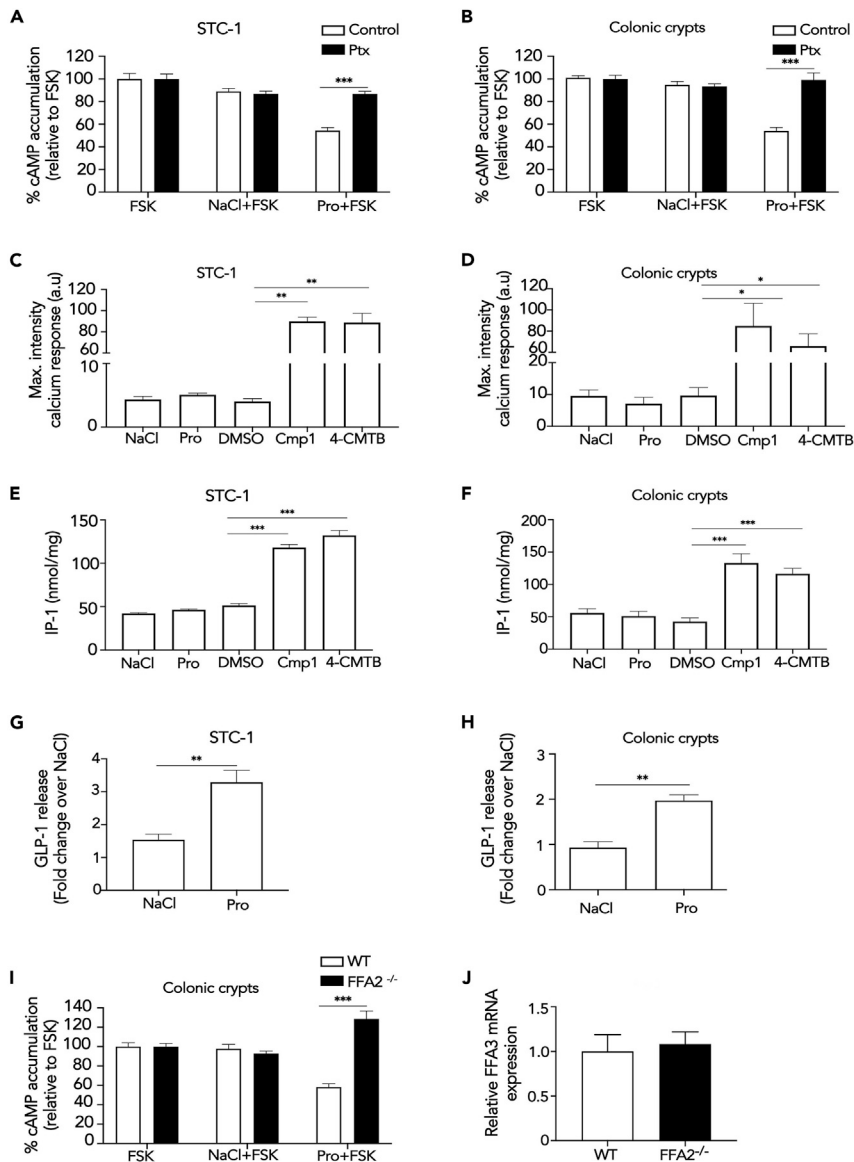 A
STC-1
Control
Ptx
% cAMP accumulation
(relative to FSK)
120
100
80
60
40
20
0
***
FSK
NaCl+FSK
Pro+FSK
B
Colonic crypts
Control
Ptx
% cAMP accumulation
(relative to FSK)
120
100
80
60
40
20
0
***
FSK
NaCl+FSK
Pro+FSK
C
STC-1
Max. intensity
calcium response (a.u)
120
100
80
60
10
0
**
**
NaCl
Pro
DMSO
Cmp1
4-CMTB
D
Colonic crypts
Max. intensity
calcium response (a.u)
120
100
80
60
20
10
0
*
*
NaCl
Pro
DMSO
Cmp1
4-CMTB
E
STC-1
IP-1 (nmol/mg)
150
100
50
0
***
***
NaCl
Pro
DMSO
Cmp1
4-CMTB
F
Colonic crypts
IP-1 (nmol/mg)
200
150
100
50
0
***
***
NaCl
Pro
DMSO
Cmp1
4-CMTB
G
STC-1
GLP-1 release
(Fold change over NaCl)
4
3
2
1
0
**
NaCl
Pro
H
Colonic crypts
GLP-1 release
(Fold change over NaCl)
3
2
1
0
**
NaCl
Pro
I
Colonic crypts
WT
FFA2 -/-
% cAMP accumulation
(relative to FSK)
140
120
100
80
60
40
20
0
***
FSK
NaCl+FSK
Pro+FSK
J
Relative FFA3 mRNA
expression
1.5
1.0
0.5
0.0
WT
FFA2-/-